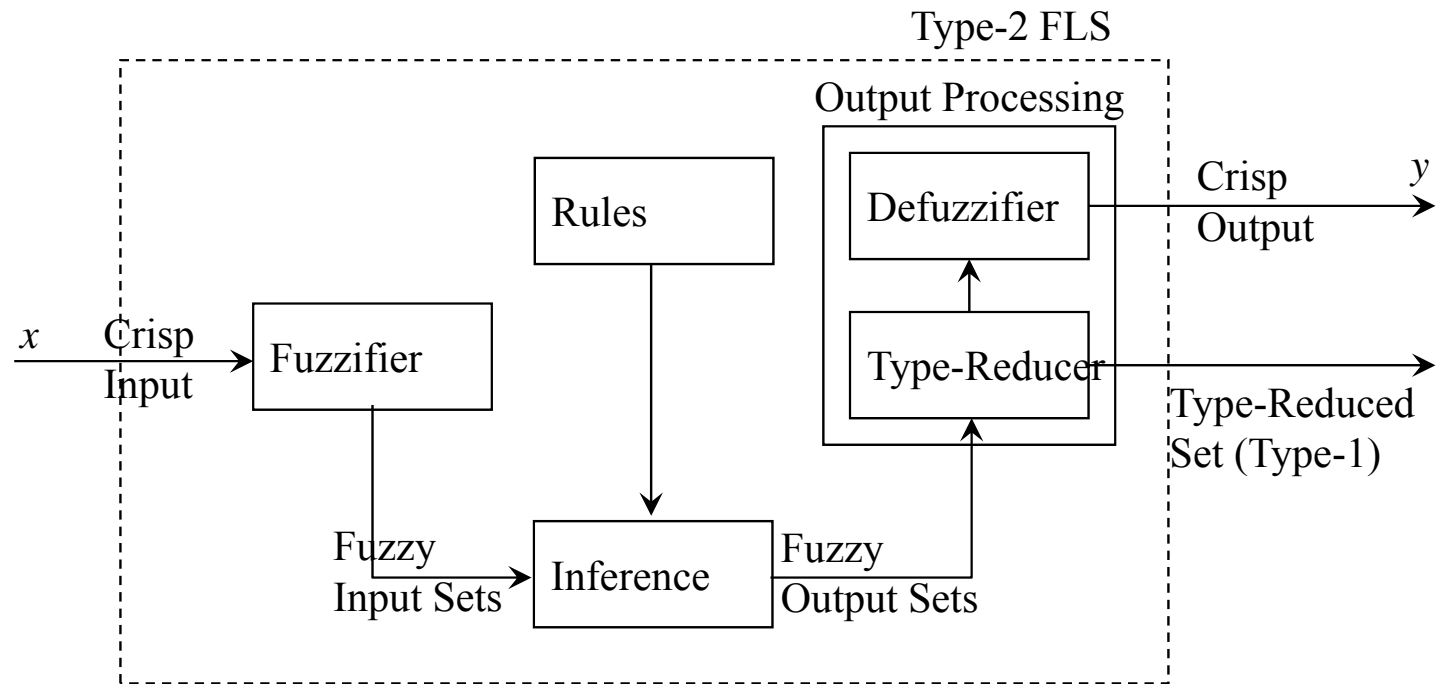 Type-2 FLS
Output Processing
Rules
Defuzzifier
Crisp
Output
y
x
Crisp
Input
Fuzzifier
Type-Reducer
Type-Reduced
Set (Type-1)
Fuzzy
Input Sets
Inference
Fuzzy
Output Sets